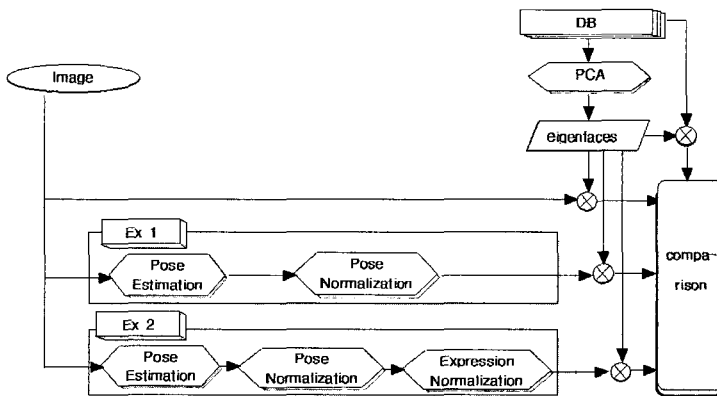 DB
Image
PCA
eigenfaces
Ex 1
Pose
Estimation
Pose
Normalization
compa-
rison
Ex 2
Pose
Estimation
Pose
Normalization
Expression
Normalization